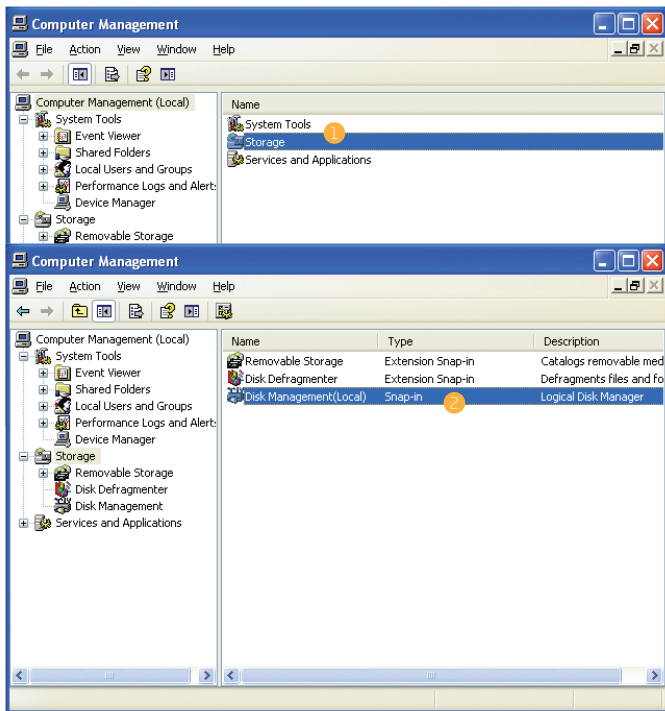 Computer Management
File Action View Window Help
Computer Management (Local)
System Tools
Event Viewer
Shared Folders
Local Users and Groups
Performance Logs and Alert:
Device Manager
Storage
Removable Storage
Name
System Tools
1
Storage
Services and Applications
Computer Management
File Action View Window Help
Computer Management (Local)
System Tools
Event Viewer
Shared Folders
Local Users and Groups
Performance Logs and Alert:
Device Manager
Storage
Removable Storage
Disk Defragmenter
Disk Management
Services and Applications
Name Type Description
Removable Storage Extension Snap-in Catalogs removable med
Disk Defragmenter Extension Snap-in Defragments files and fo
Disk Management(Local) Snap-in 2 Logical Disk Manager